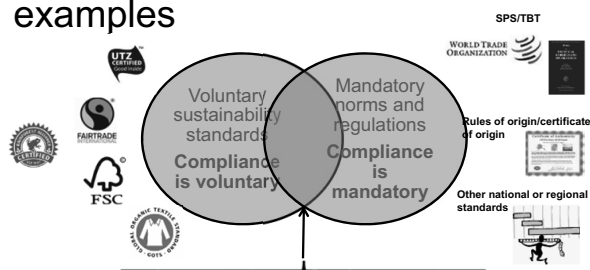 examples
SPS/TBT
UTZ
CERTIFIED
Good inside
WORLD TRADE
ORGANIZATION
Voluntary
sustainability
standards
Compliance
is voluntary
Mandatory
norms and
regulations
Compliance
is
mandatory
FAIRTRADE
INTERNATIONAL
CERTIFIED
FSC
GLOBAL ORGANIC TEXTILE STANDARD
· GOTS ·
Rules of origin/certificate
of origin
Other national or regional
standards